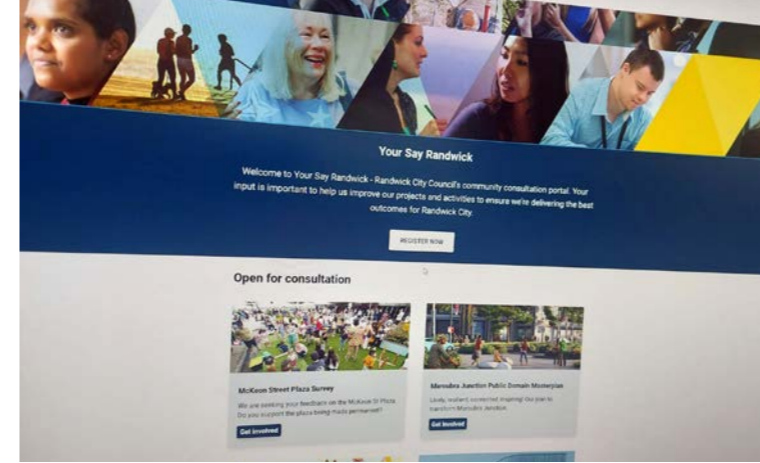 Your Say Randwick
Welcome to Your Say Randwick - Randwick City Council's community consultation portal. Your
input is important to help us improve our projects and activities to ensure we're delivering the best
outcomes for Randwick City.
REGISTER NOW
Open for consultation
McKeon Street Plaza Survey
We are seeking your feedback on the McKeon St Plaza.
Do you support the plaza being made permanent?
Get involved
Maroubra Junction Public Domain Masterplan
Lively, resilient, connected, inspiring! Our plan to
transform Maroubra Junction.
Get involved